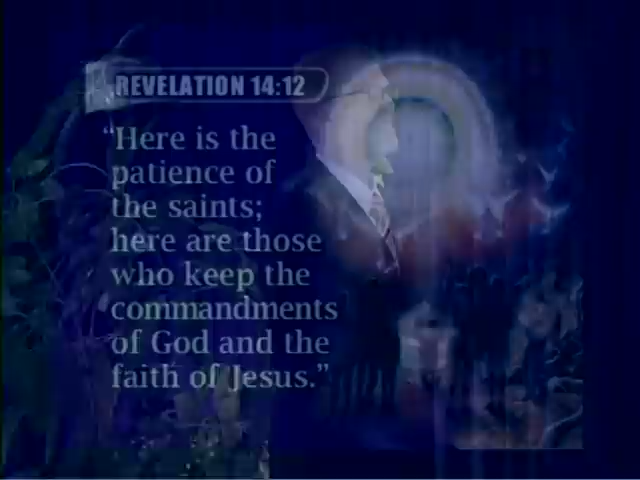 REVELATION 14:12
“Here is the
patience of
the saints;
here are those
who keep the
commandments
of God and the
faith of Jesus.”